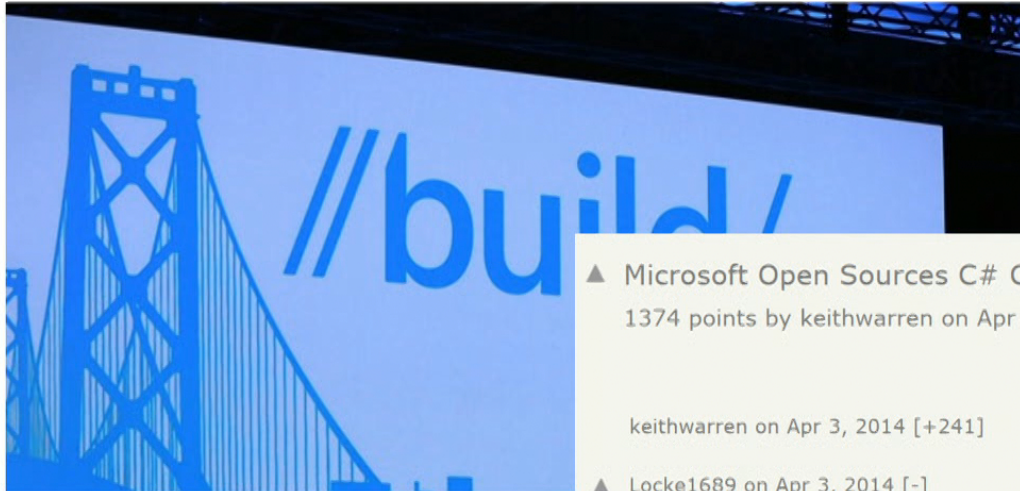 //build/
Microsoft Open Sources C#
1374 points by keithwarren on Apr
keithwarren on Apr 3, 2014 [+241]
Locke1689 on Apr 3, 2014 [-]